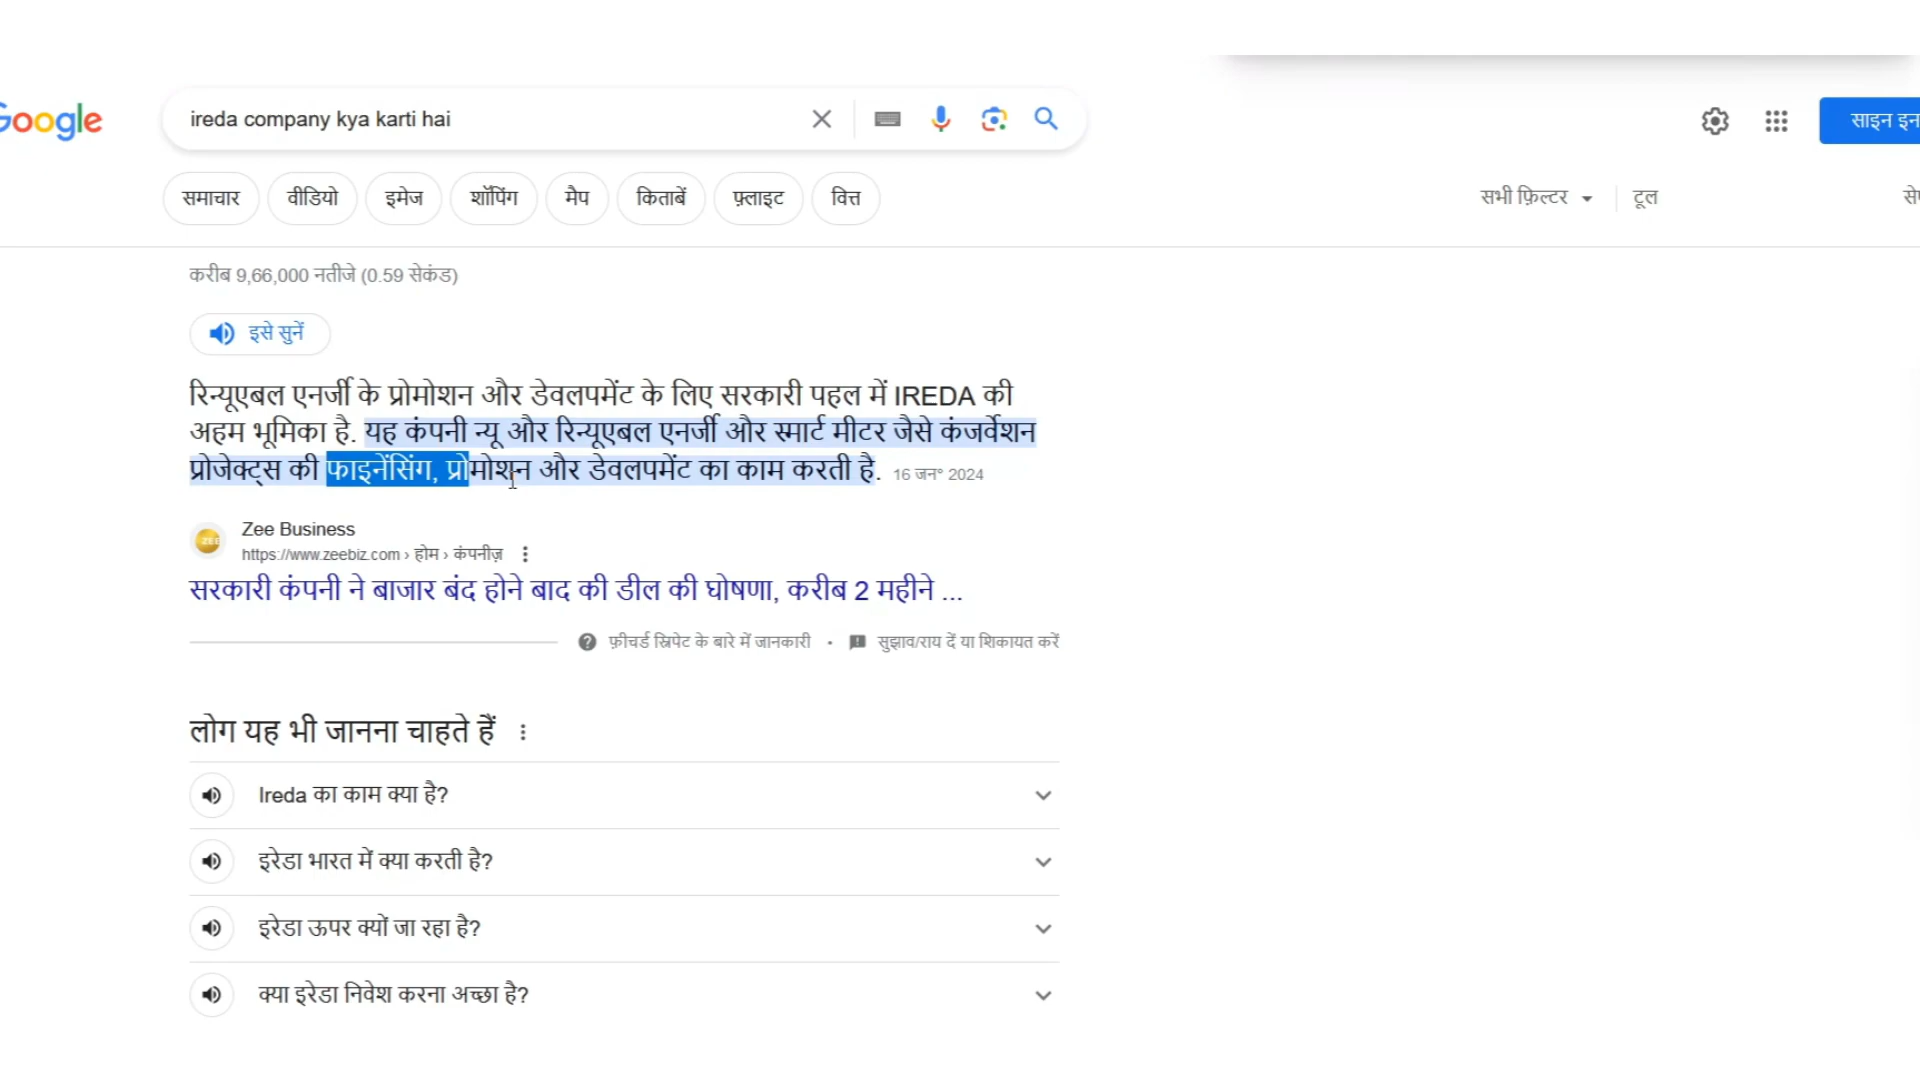 Google
ireda company kya karti hai
साइन इन
समाचार वीडियो इमेज शॉपिंग मैप किताबें फ़्लाइट वित्त
सभी फ़िल्टर टूल
करीब 9,66,000 नतीजे (0.59 सेकंड)
इसे सुनें
रिन्यूएबल एनर्जी के प्रोमोशन और डेवलपमेंट के लिए सरकारी पहल में IREDA की
अहम भूमिका है. यह कंपनी न्यू और रिन्यूएबल एनर्जी और स्मार्ट मीटर जैसे कंजर्वेशन
प्रोजेक्ट्स की फाइनेंसिंग, प्रोमोशन और डेवलपमेंट का काम करती है. 16 जन॰ 2024
Zee Business
https://www.zeebiz.com › होम › कंपनीज़
सरकारी कंपनी ने बाजार बंद होने बाद की डील की घोषणा, करीब 2 महीने ...
फ़ीचर्ड स्निपेट के बारे में जानकारी • सुझाव/राय दें या शिकायत करें
लोग यह भी जानना चाहते हैं
Ireda का काम क्या है?
इरेडा भारत में क्या करती है?
इरेडा ऊपर क्यों जा रहा है?
क्या इरेडा निवेश करना अच्छा है?